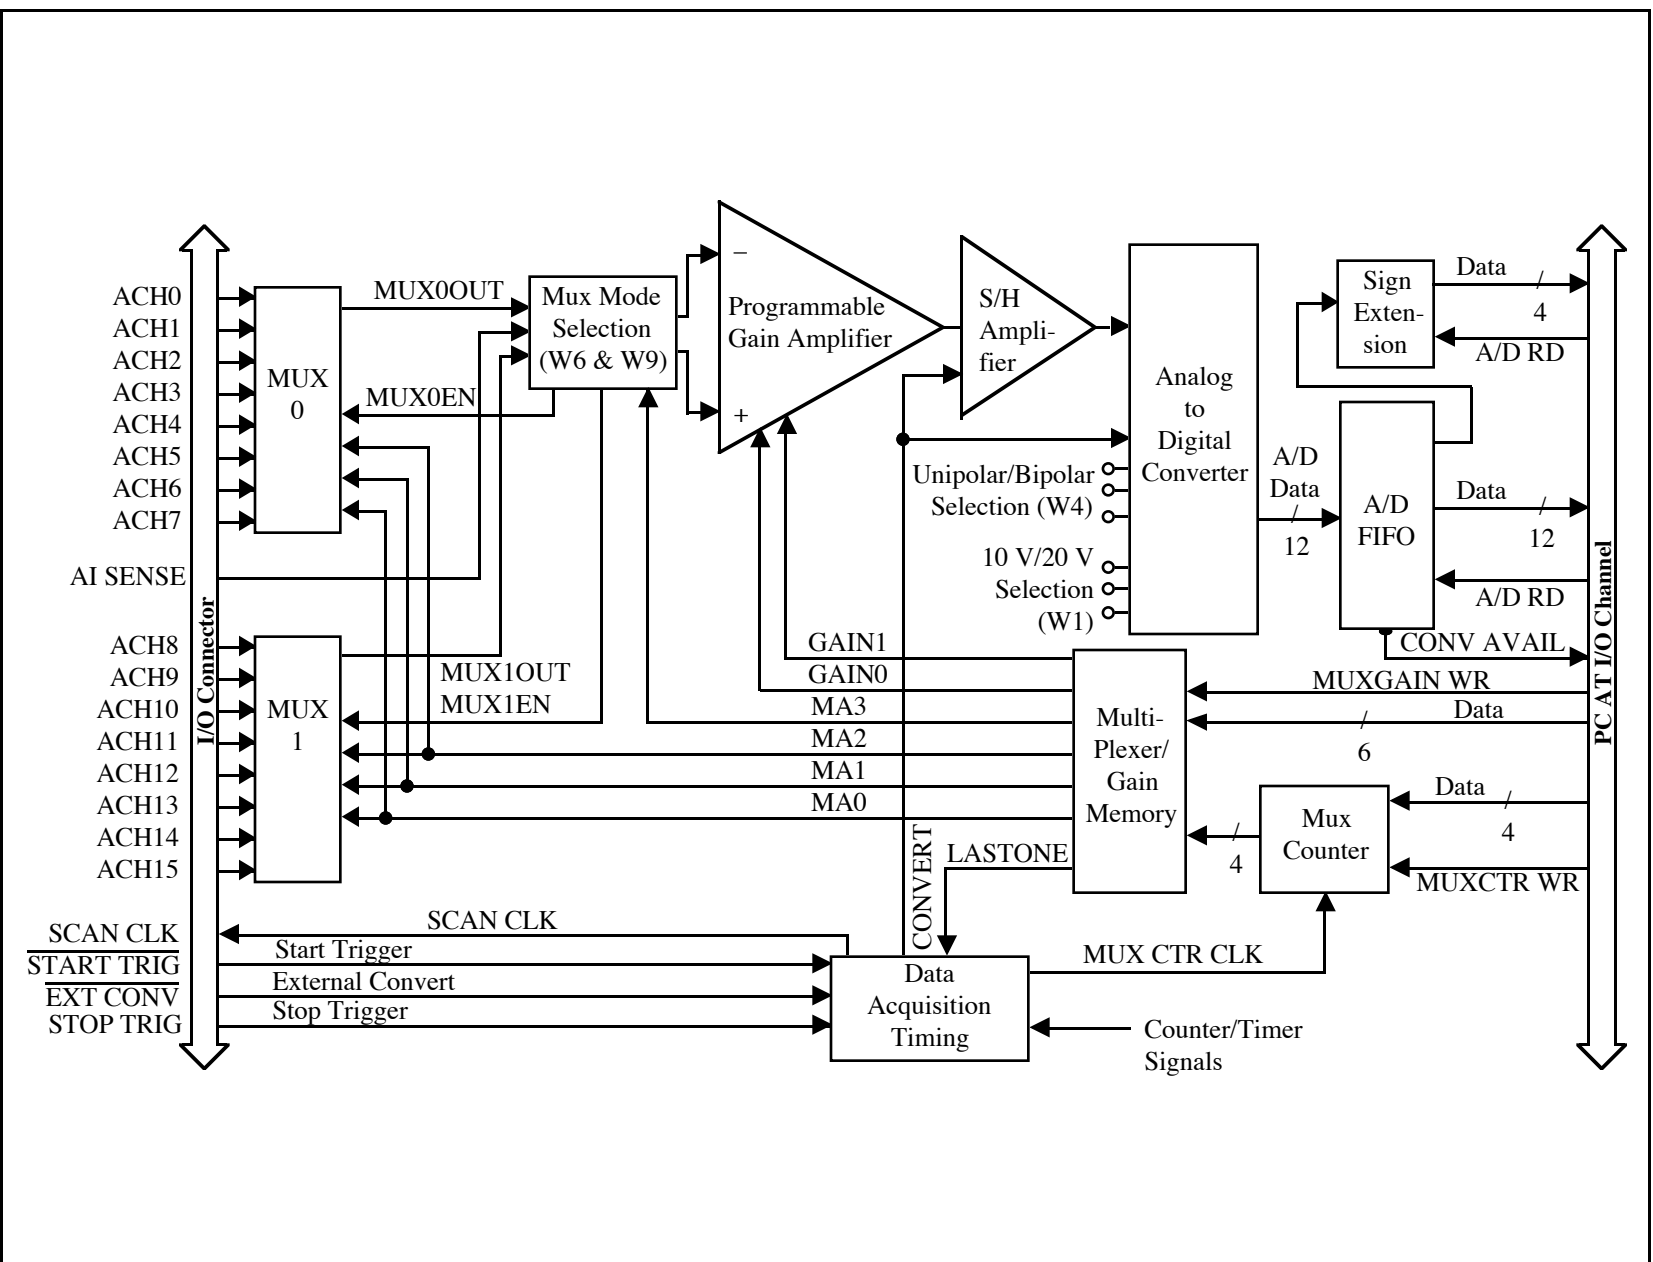 ACH0
ACH1
ACH2
ACH3
ACH4
ACH5
ACH6
ACH7
AI SENSE
ACH8
ACH9
ACH10
ACH11
ACH12
ACH13
ACH14
ACH15
SCAN CLK
START TRIG
EXT CONV
STOP TRIG
I/O Connector
MUX
0
MUX
1
MUX0OUT
MUX0EN
MUX1OUT
MUX1EN
Mux Mode
Selection
(W6 & W9)
−
+
Programmable
Gain Amplifier
S/H
Ampli-
fier
Analog
to
Digital
Converter
Unipolar/Bipolar
Selection (W4)
10 V/20 V
Selection
(W1)
A/D
Data
/
12
A/D
FIFO
Sign
Exten-
sion
Data
/
4
A/D RD
Data
/
12
A/D RD
CONV AVAIL
MUXGAIN WR
Data
/
6
Data
/
4
MUXCTR WR
PC AT I/O Channel
GAIN1
GAIN0
MA3
MA2
MA1
MA0
Multi-
Plexer/
Gain
Memory
/
4
Mux
Counter
LASTONE
CONVERT
SCAN CLK
Start Trigger
External Convert
Stop Trigger
Data
Acquisition
Timing
MUX CTR CLK
Counter/Timer
Signals